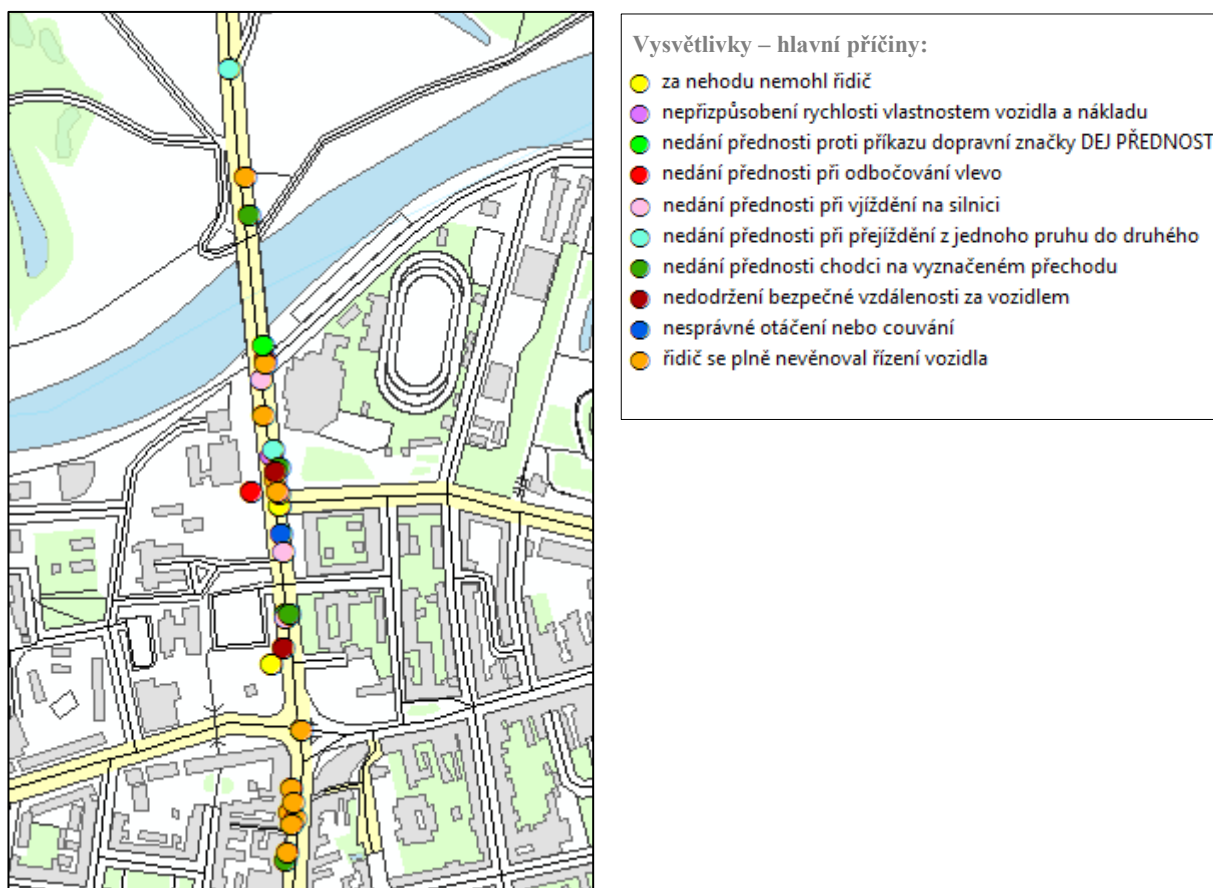 Vysvětlivky – hlavní příčiny:
za nehodu nemohl řidič
nepřizpůsobení rychlosti vlastnostem vozidla a nákladu
nedání přednosti proti příkazu dopravní značky DEJ PŘEDNOST
nedání přednosti při odbočování vlevo
nedání přednosti při vjíždění na silnici
nedání přednosti při přejíždění z jednoho pruhu do druhého
nedání přednosti chodci na vyznačeném přechodu
nedodržení bezpečné vzdálenosti za vozidlem
nesprávné otáčení nebo couvání
řidič se plně nevěnoval řízení vozidla